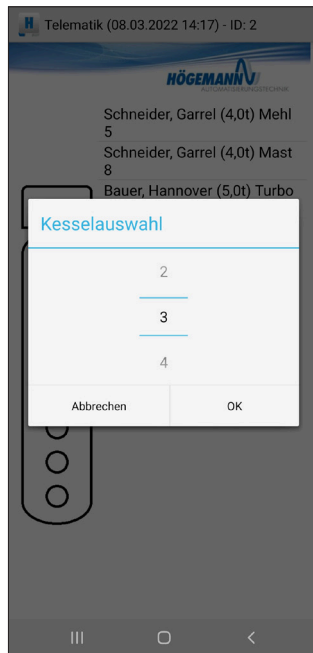 Telematik (08.03.2022 14:17) - ID: 2
HÖGEMANN
AUTOMATISIERUNGSTECHNIK
Schneider, Garrel (4,0t) Mehl
5
Schneider, Garrel (4,0t) Mast
8
Bauer, Hannover (5,0t) Turbo
Kesselauswahl
2
3
4
Abbrechen OK